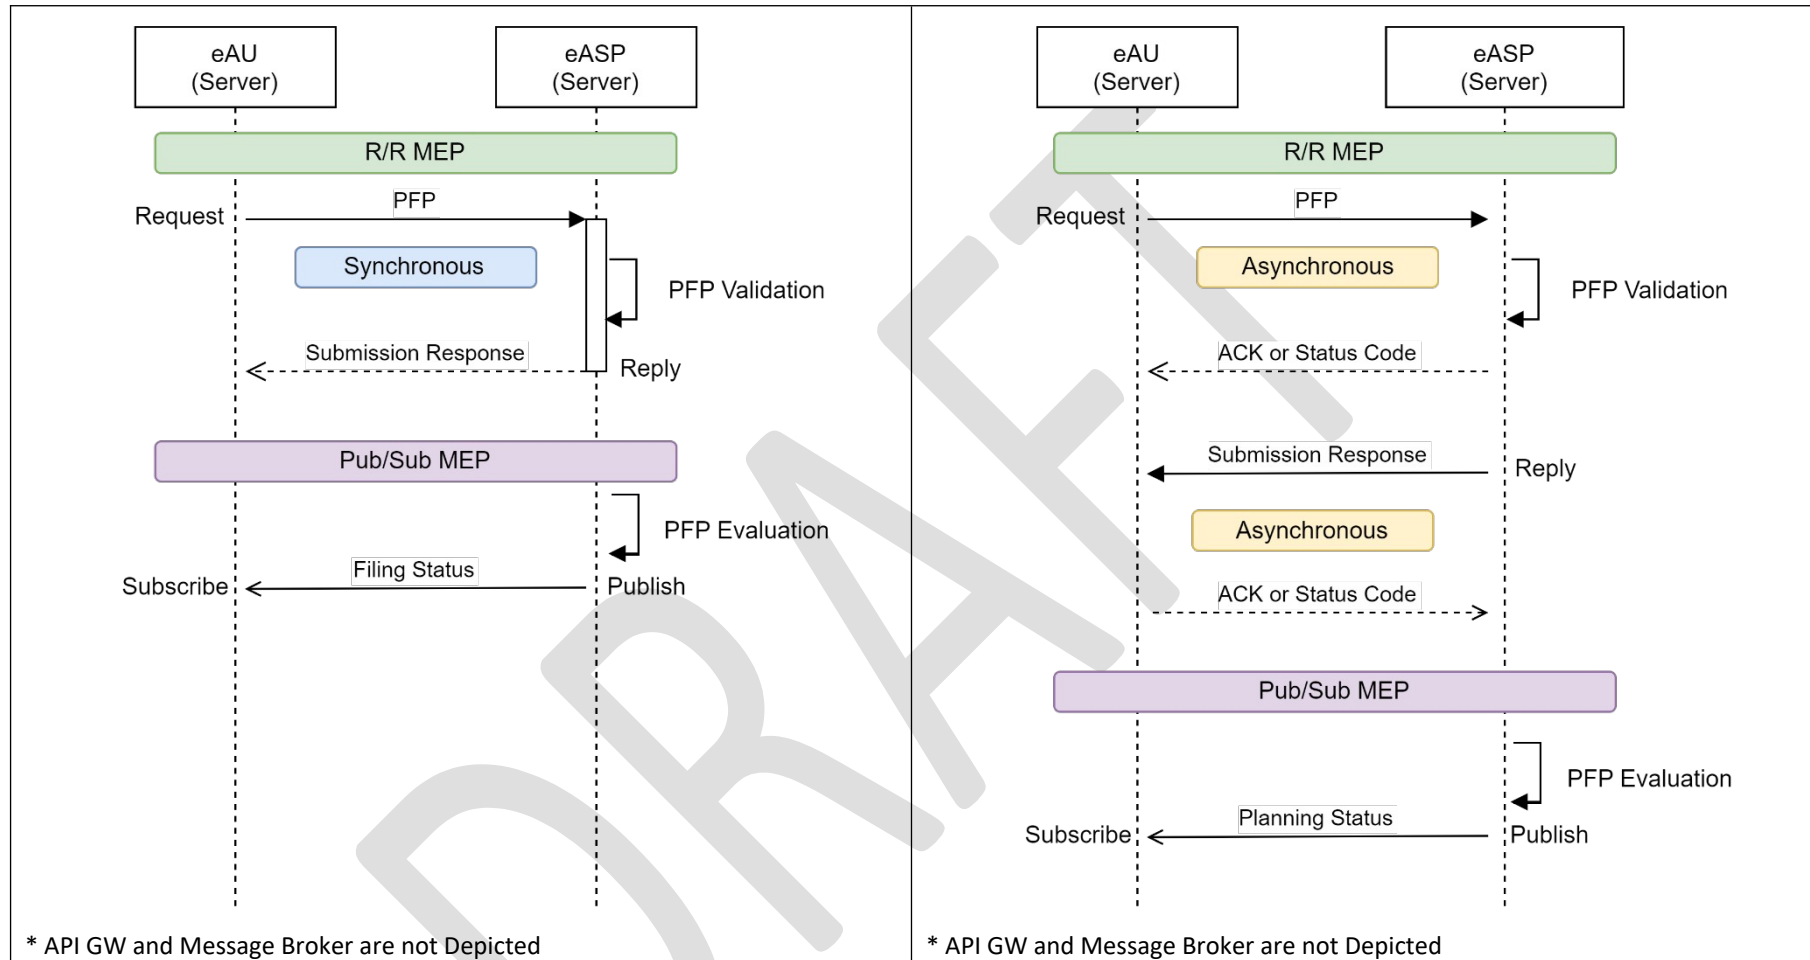 eAU
(Server)
eASP
(Server)
R/R MEP
PFP
Request
Synchronous
PFP Validation
Submission Response
Reply
Pub/Sub MEP
PFP Evaluation
Filing Status
Subscribe
Publish
* API GW and Message Broker are not Depicted
eAU
(Server)
eASP
(Server)
R/R MEP
PFP
Request
Asynchronous
PFP Validation
ACK or Status Code
Submission Response
Reply
Asynchronous
ACK or Status Code
Pub/Sub MEP
PFP Evaluation
Planning Status
Subscribe
Publish
* API GW and Message Broker are not Depicted
DRAFT